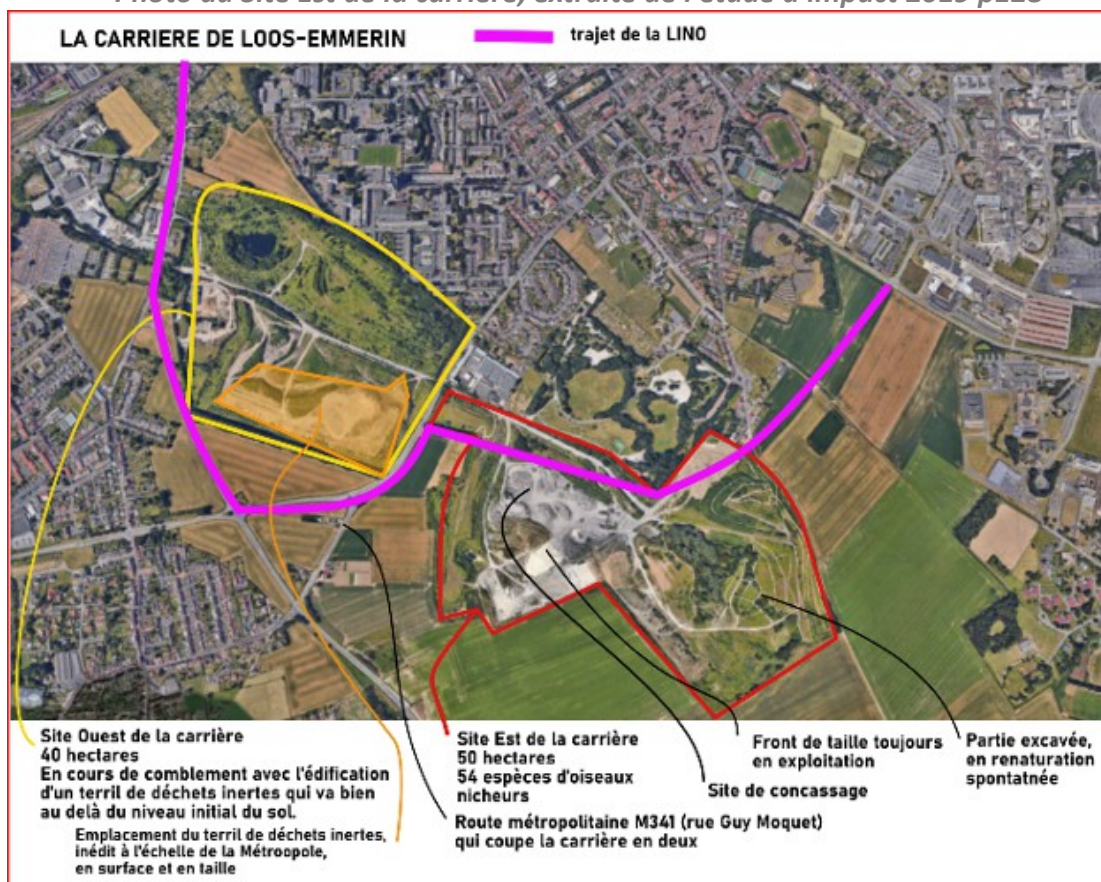 Photo du Site Est de la carrière, extraite de l'étude d'impact 2019 p228
LA CARRIERE DE LOOS-EMMERIN
trajet de la LINO
Site Ouest de la carrière
40 hectares
En cours de comblement avec l'édification
d'un terril de déchets inertes qui va bien
au delà du niveau initial du sol.
Emplacement du terril de déchets inertes,
inédit à l'échelle de la Métroopole,
en surface et en taille
Site Est de la carrière
50 hectares
54 espèces d'oiseaux
nicheurs
Route métropolitaine M341 (rue Guy Moquet)
qui coupe la carrière en deux
Site de concassage
Front de taille toujours
en exploitation
Partie excavée,
en renaturation
spontatnée